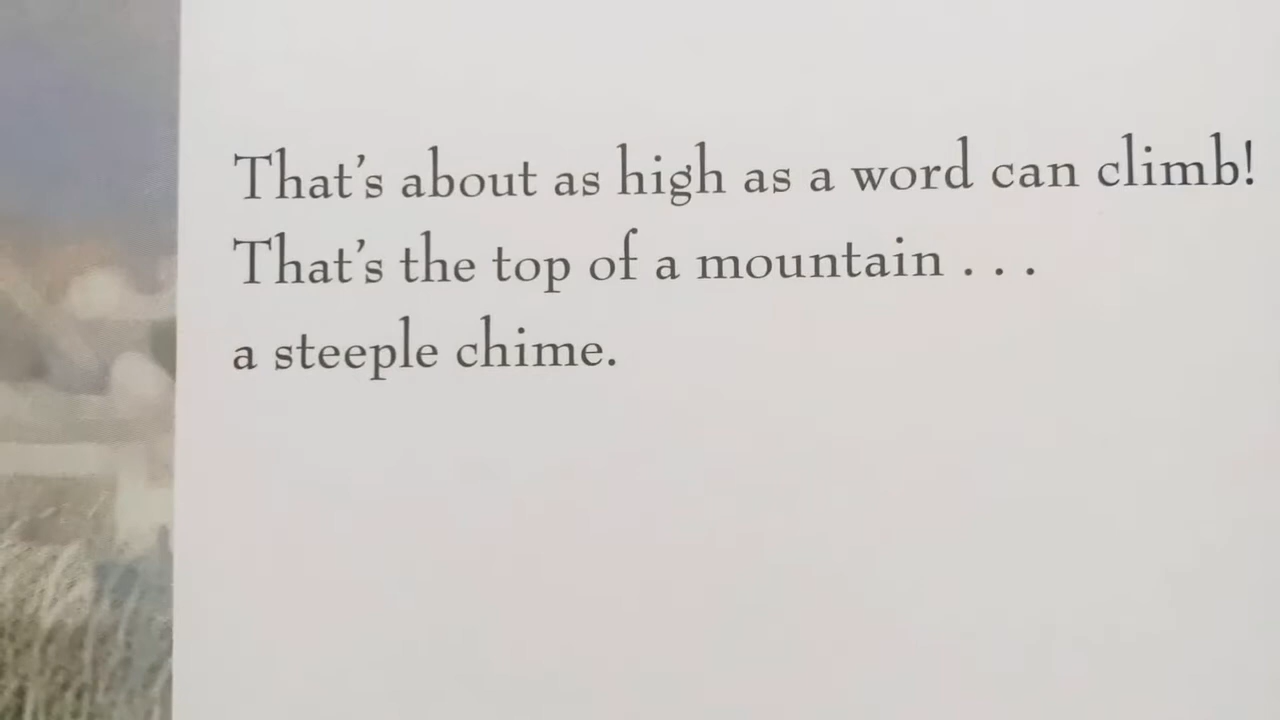 That's about as high as a word can climb!
That's the top of a mountain . . .
a steeple chime.